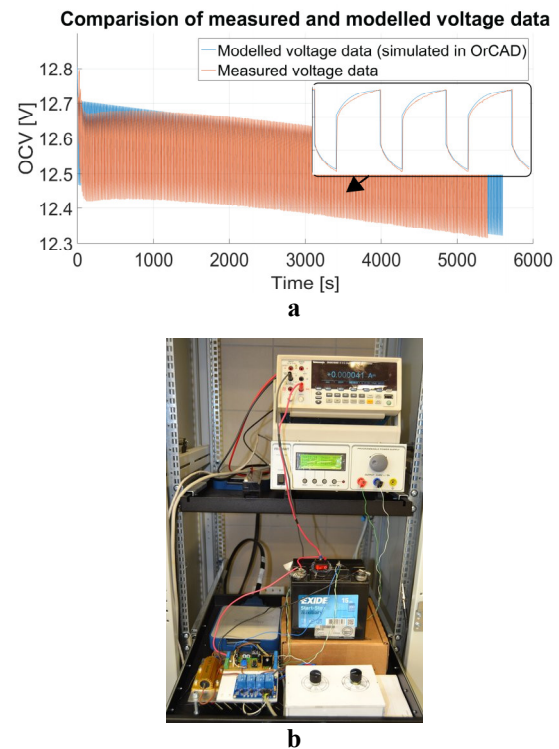 Comparision of measured and modelled voltage data
Modelled voltage data (simulated in OrCAD)
Measured voltage data
OCV [V]
12.8
12.7
12.6
12.5
12.4
12.3
0
1000
2000
3000
4000
5000
6000
Time [s]
a
EXIDE
Start-Stop
b